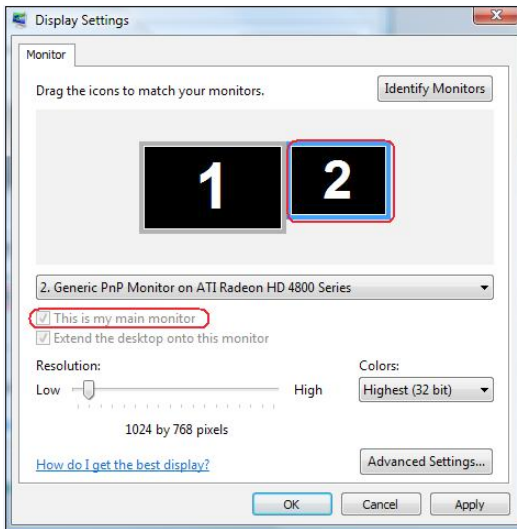 Display Settings
Monitor
Drag the icons to match your monitors.
Identify Monitors
1
2
2. Generic PnP Monitor on ATI Radeon HD 4800 Series
This is my main monitor
Extend the desktop onto this monitor
Resolution:
Colors:
Low
High
Highest (32 bit)
1024 by 768 pixels
How do I get the best display?
Advanced Settings...
OK
Cancel
Apply